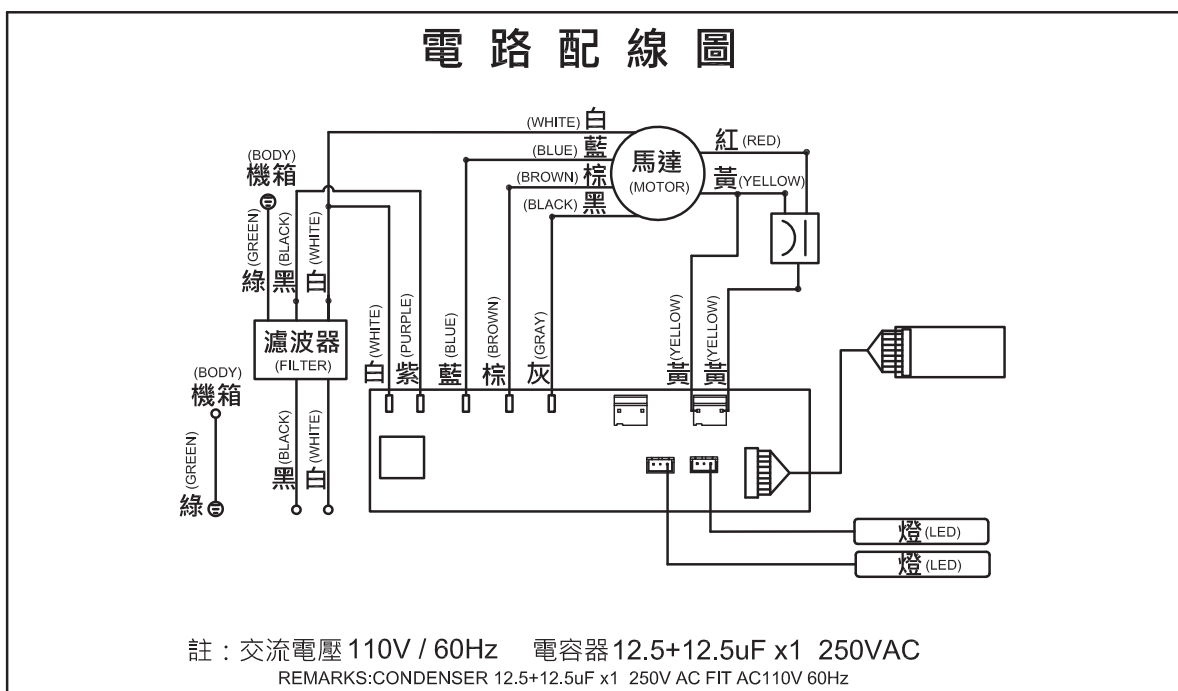 電路配線圖
(WHITE) 白
(BLUE) 藍
(BROWN) 棕
(BLACK) 黑
馬達
(MOTOR)
紅 (RED)
黃 (YELLOW)
(BODY)
機箱
綠 (GREEN)
黑 (BLACK)
白 (WHITE)
濾波器
(FILTER)
白 (WHITE)
紫 (PURPLE)
藍 (BLUE)
棕 (BROWN)
灰 (GRAY)
黃 (YELLOW)
黃 (YELLOW)
(BODY)
機箱
綠 (GREEN)
黑 (BLACK)
白 (WHITE)
燈 (LED)
燈 (LED)
註：交流電壓 110V / 60Hz 電容器 12.5+12.5uF x1 250VAC
REMARKS:CONDENSER 12.5+12.5uF x1 250V AC FIT AC110V 60Hz